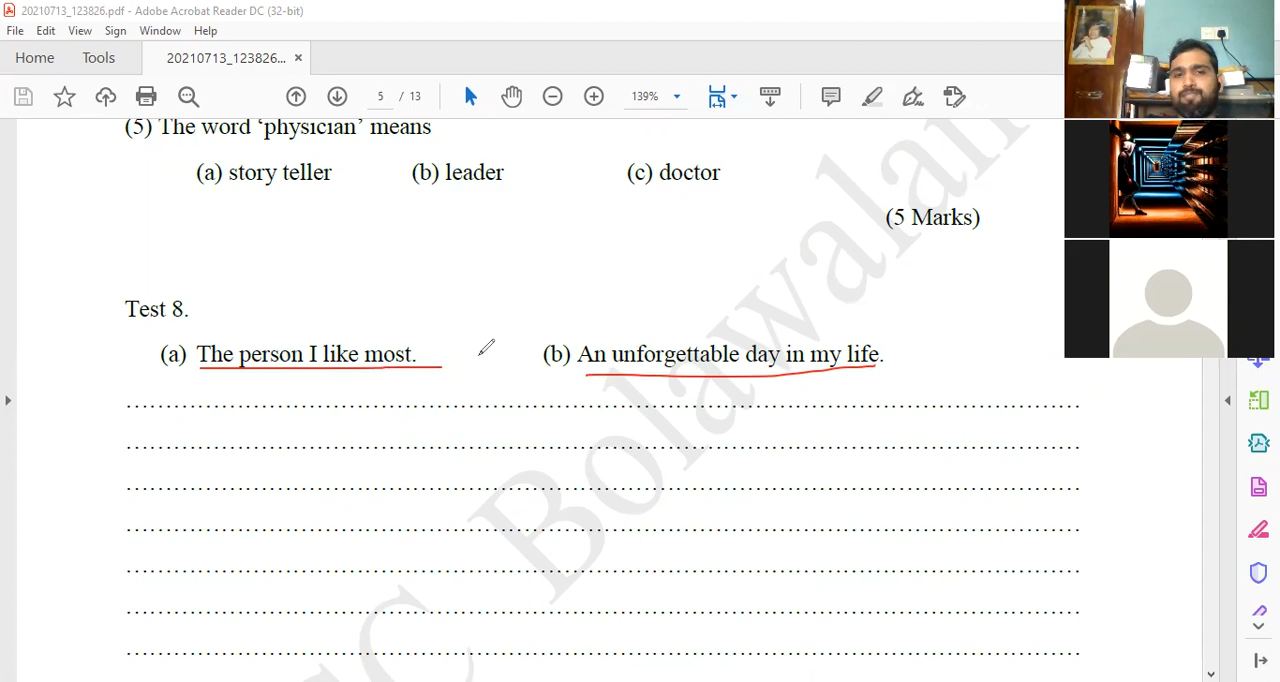 20210713_123826.pdf - Adobe Acrobat Reader DC (32-bit)
File Edit View Sign Window Help
Home Tools 20210713_123826... ×
5 / 13 139%
(5) The word ‘physician’ means
(a) story teller (b) leader (c) doctor
(5 Marks)
Test 8.
(a) The person I like most. (b) An unforgettable day in my life.
Bolawalana